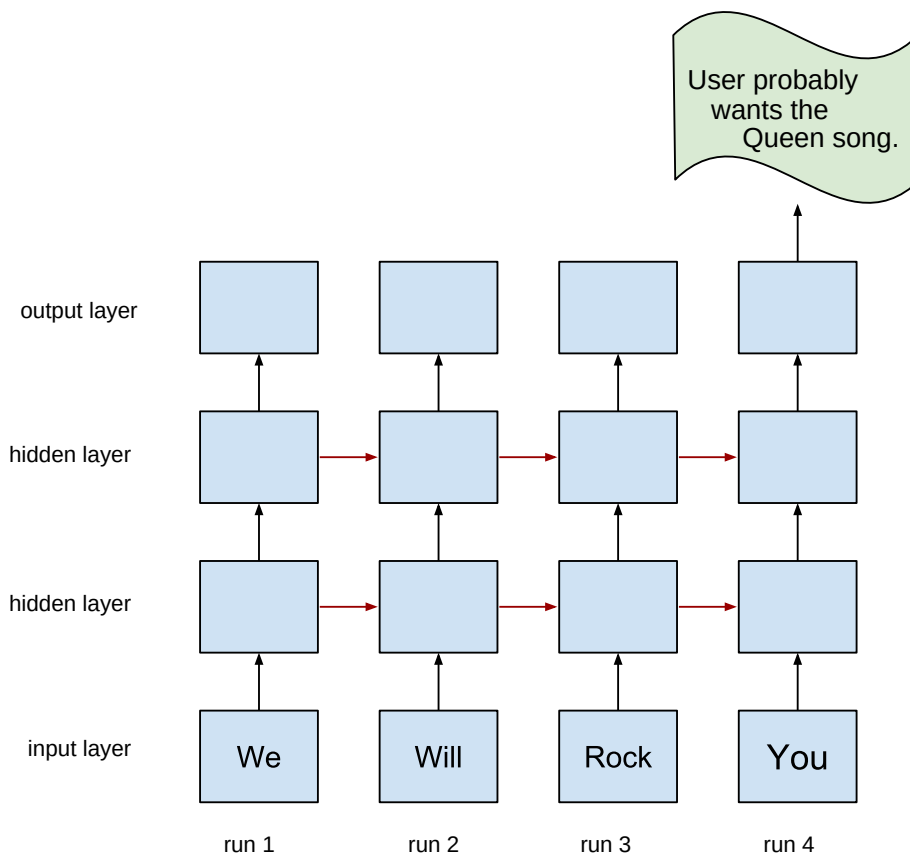 User probably
wants the
Queen song.
output layer
hidden layer
hidden layer
input layer
We
Will
Rock
You
run 1
run 2
run 3
run 4